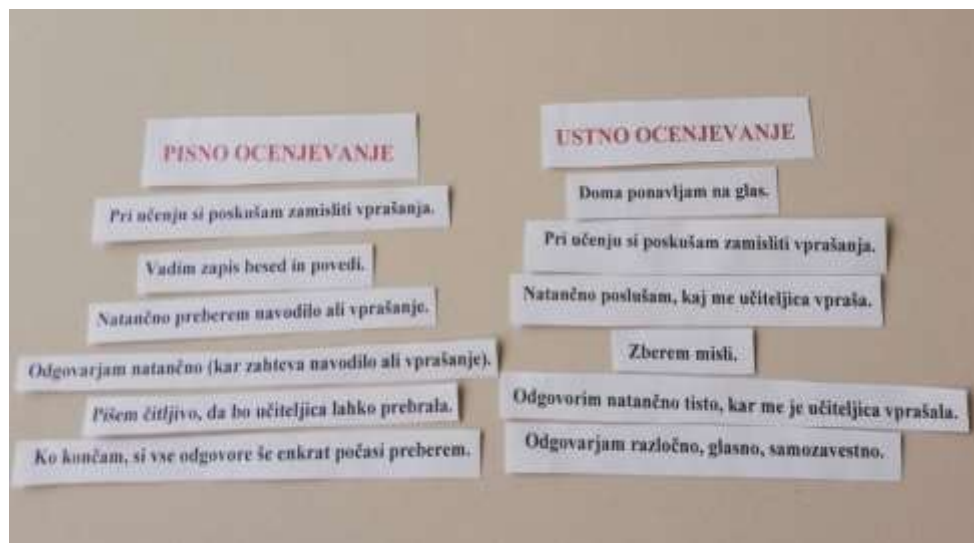 PISNO OCENJEVANJE
Pri učenju si poskušam zamisliti vprašanja.
Vadim zapis besed in povedi.
Natančno preberem navodilo ali vprašanje.
Odgovarjam natančno (kar zahteva navodilo ali vprašanje).
Pišem čitljivo, da bo učiteljica lahko prebrala.
Ko končam, si vse odgovore še enkrat počasi preberem.
USTNO OCENJEVANJE
Doma ponavljam na glas.
Pri učenju si poskušam zamisliti vprašanja.
Natančno poslušam, kaj me učiteljica vpraša.
Zberem misli.
Odgovorim natančno tisto, kar me je učiteljica vprašala.
Odgovarjam razločno, glasno, samozavestno.